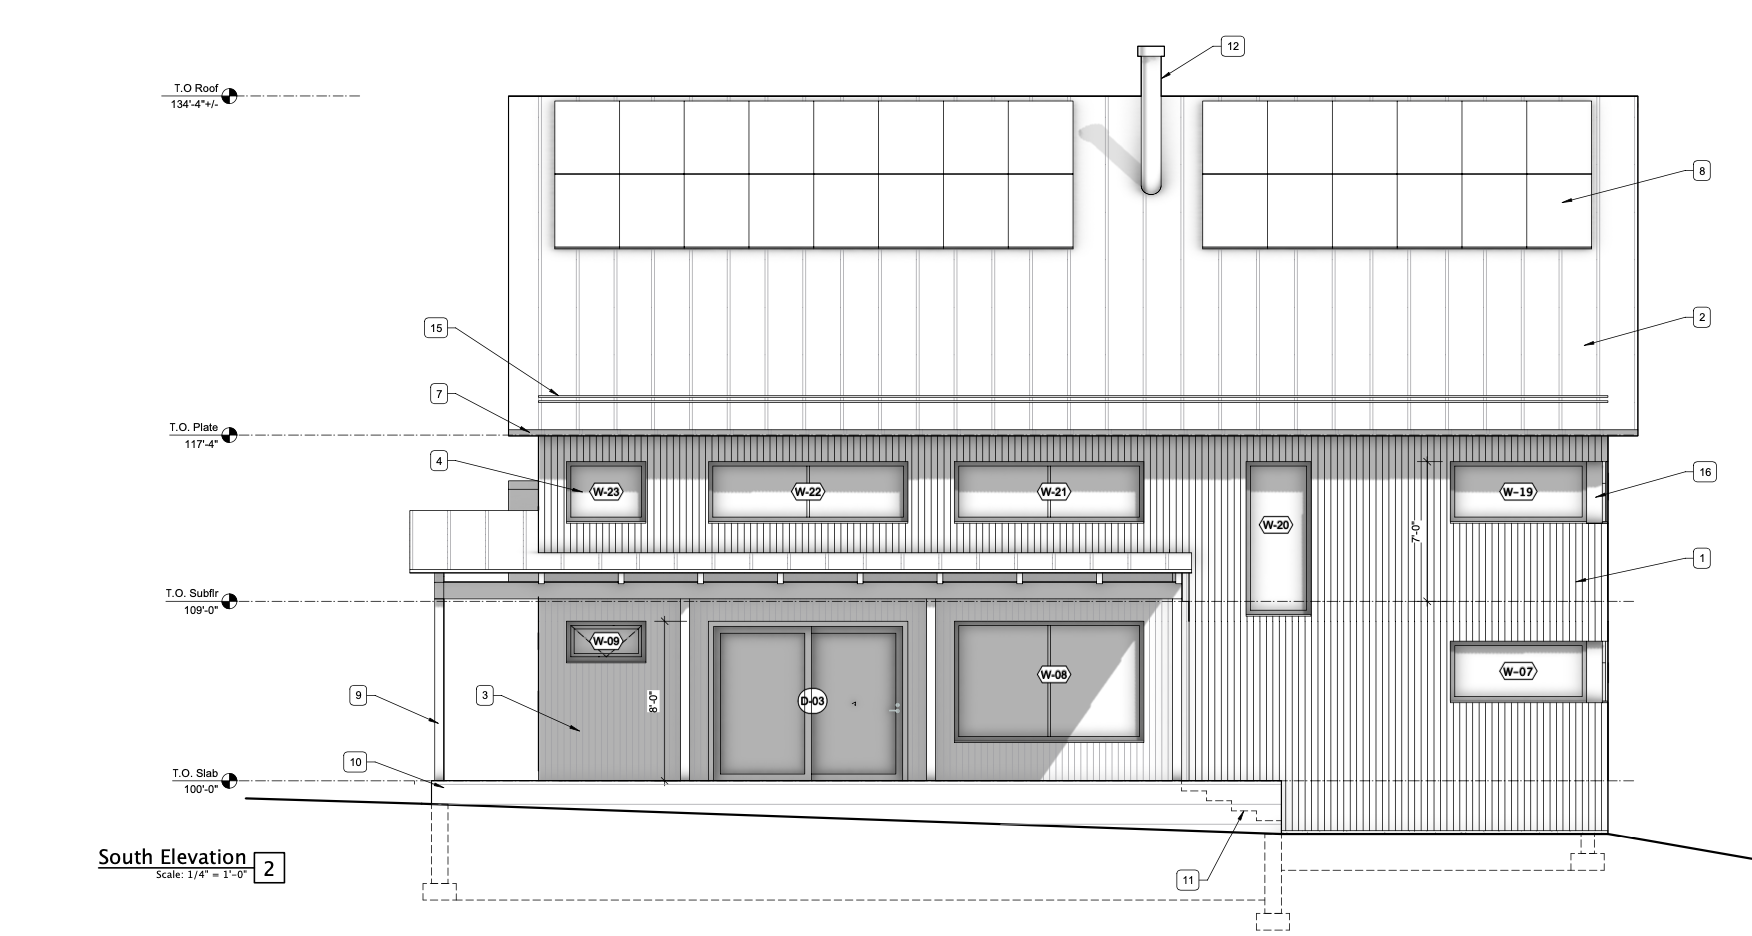 12
T.O Roof
134'-4"+/-
8
2
15
7
T.O. Plate
117'-4"
4
W-23
W-22
W-21
W-20
W-19
16
7'-0"
1
T.O. Subflr
109'-0"
W-09
W-08
W-07
9
3
8'-0"
D-03
10
T.O. Slab
100'-0"
South Elevation
2
Scale: 1/4" = 1'-0"
11